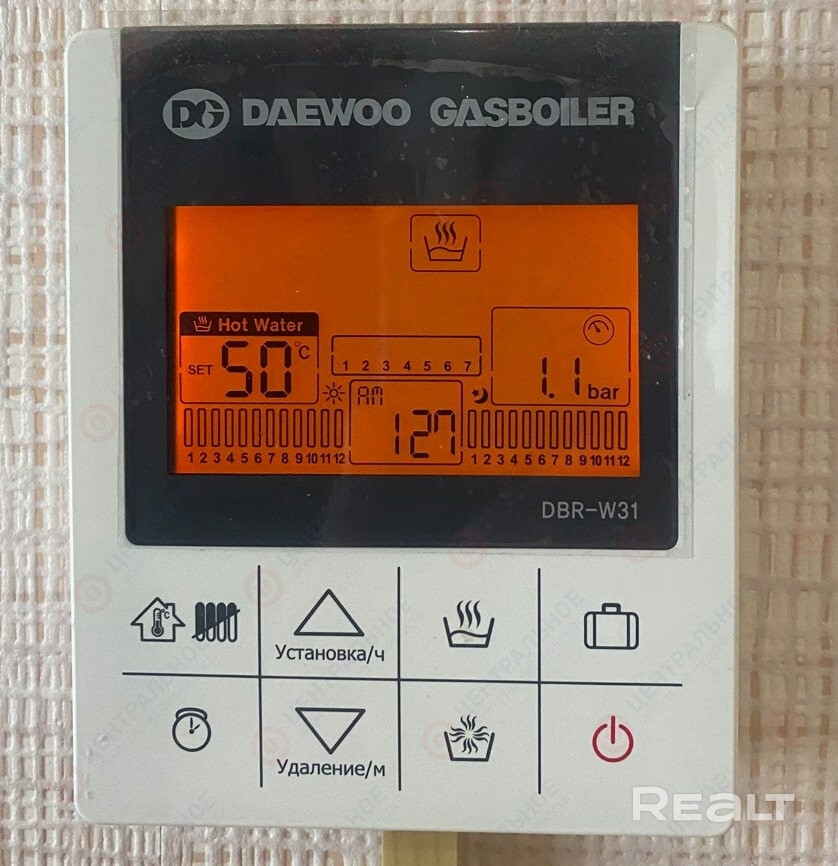 DG DAEWOO GASBOILER
Hot Water
SET 50 °C
1 2 3 4 5 6 7
1.1 bar
AM
127
1 2 3 4 5 6 7 8 9 10 11 12
1 2 3 4 5 6 7 8 9 10 11 12
DBR-W31
°C
Установка/ч
Удаление/м
REALT
ЦЕНТРАЛЬНОЕ